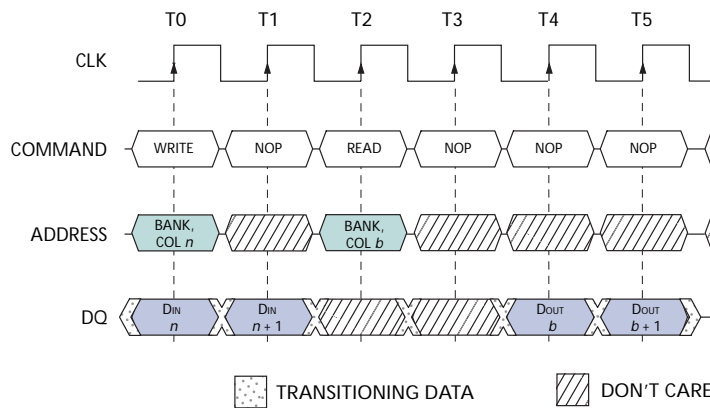 T0 T1 T2 T3 T4 T5
CLK
COMMAND WRITE NOP READ NOP NOP NOP
ADDRESS BANK, COL n BANK, COL b
DQ DIN n DIN n + 1 DOUT b DOUT b + 1
TRANSITIONING DATA DON'T CARE